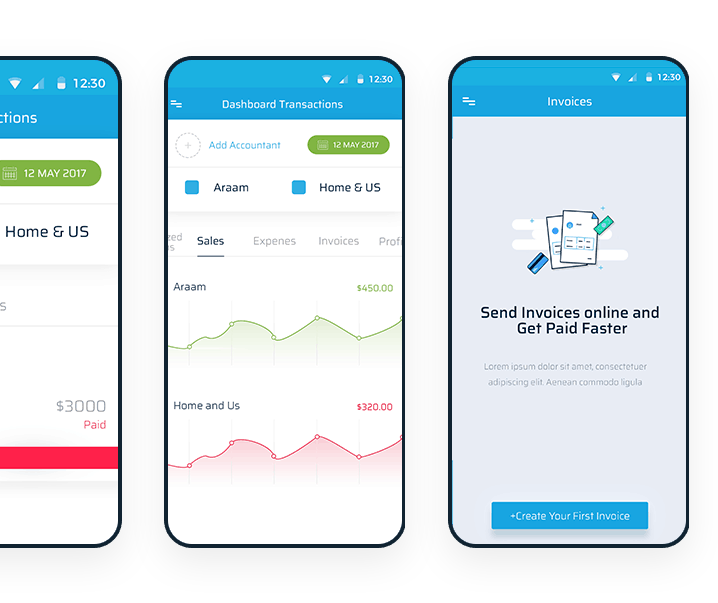 12:30
ctions
12 MAY 2017
Home & US
s
$3000
Paid
12:30
Dashboard Transactions
Add Accountant
12 MAY 2017
Araam
Home & US
zed
us
Sales
Expenes
Invoices
Profi
Araam
$450.00
Home and Us
$320.00
12:30
Invoices
Send Invoices online and
Get Paid Faster
Lorem ipsum dolor sit amet, consectetuer
adipiscing elit. Aenean commodo ligula
+Create Your First Invoice